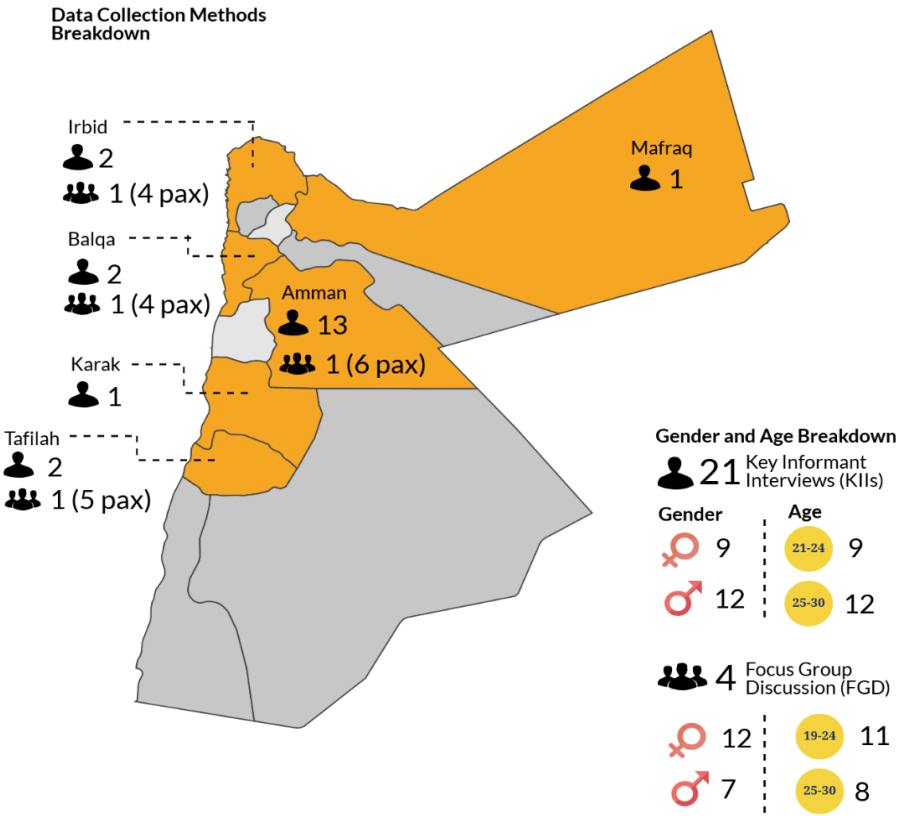 Data Collection Methods
Breakdown
Irbid
2
1 (4 pax)
Mafraq
1
Balqa
2
1 (4 pax)
Amman
13
1 (6 pax)
Karak
1
Tafilah
2
1 (5 pax)
Gender and Age Breakdown
21 Key Informant
Interviews (KIIs)
Gender
Age
9
21-24 9
12
25-30 12
4 Focus Group
Discussion (FGD)
12
19-24 11
7
25-30 8